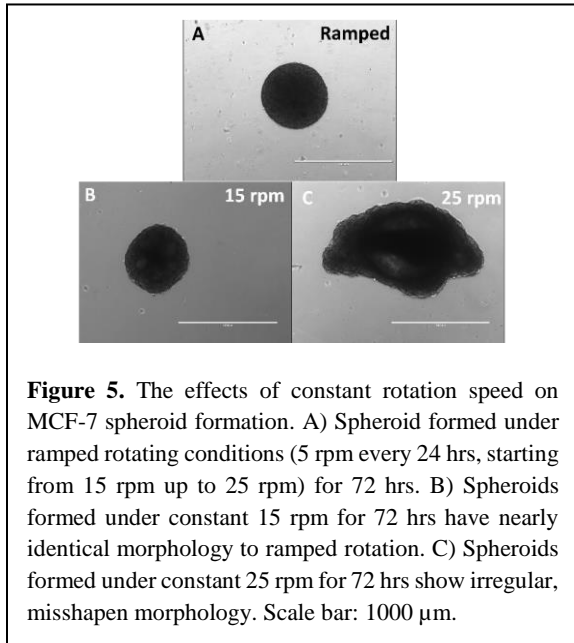 A Ramped
B 15 rpm C 25 rpm
Figure 5. The effects of constant rotation speed on
MCF-7 spheroid formation. A) Spheroid formed under
ramped rotating conditions (5 rpm every 24 hrs, starting
from 15 rpm up to 25 rpm) for 72 hrs. B) Spheroids
formed under constant 15 rpm for 72 hrs have nearly
identical morphology to ramped rotation. C) Spheroids
formed under constant 25 rpm for 72 hrs show irregular,
misshapen morphology. Scale bar: 1000 µm.